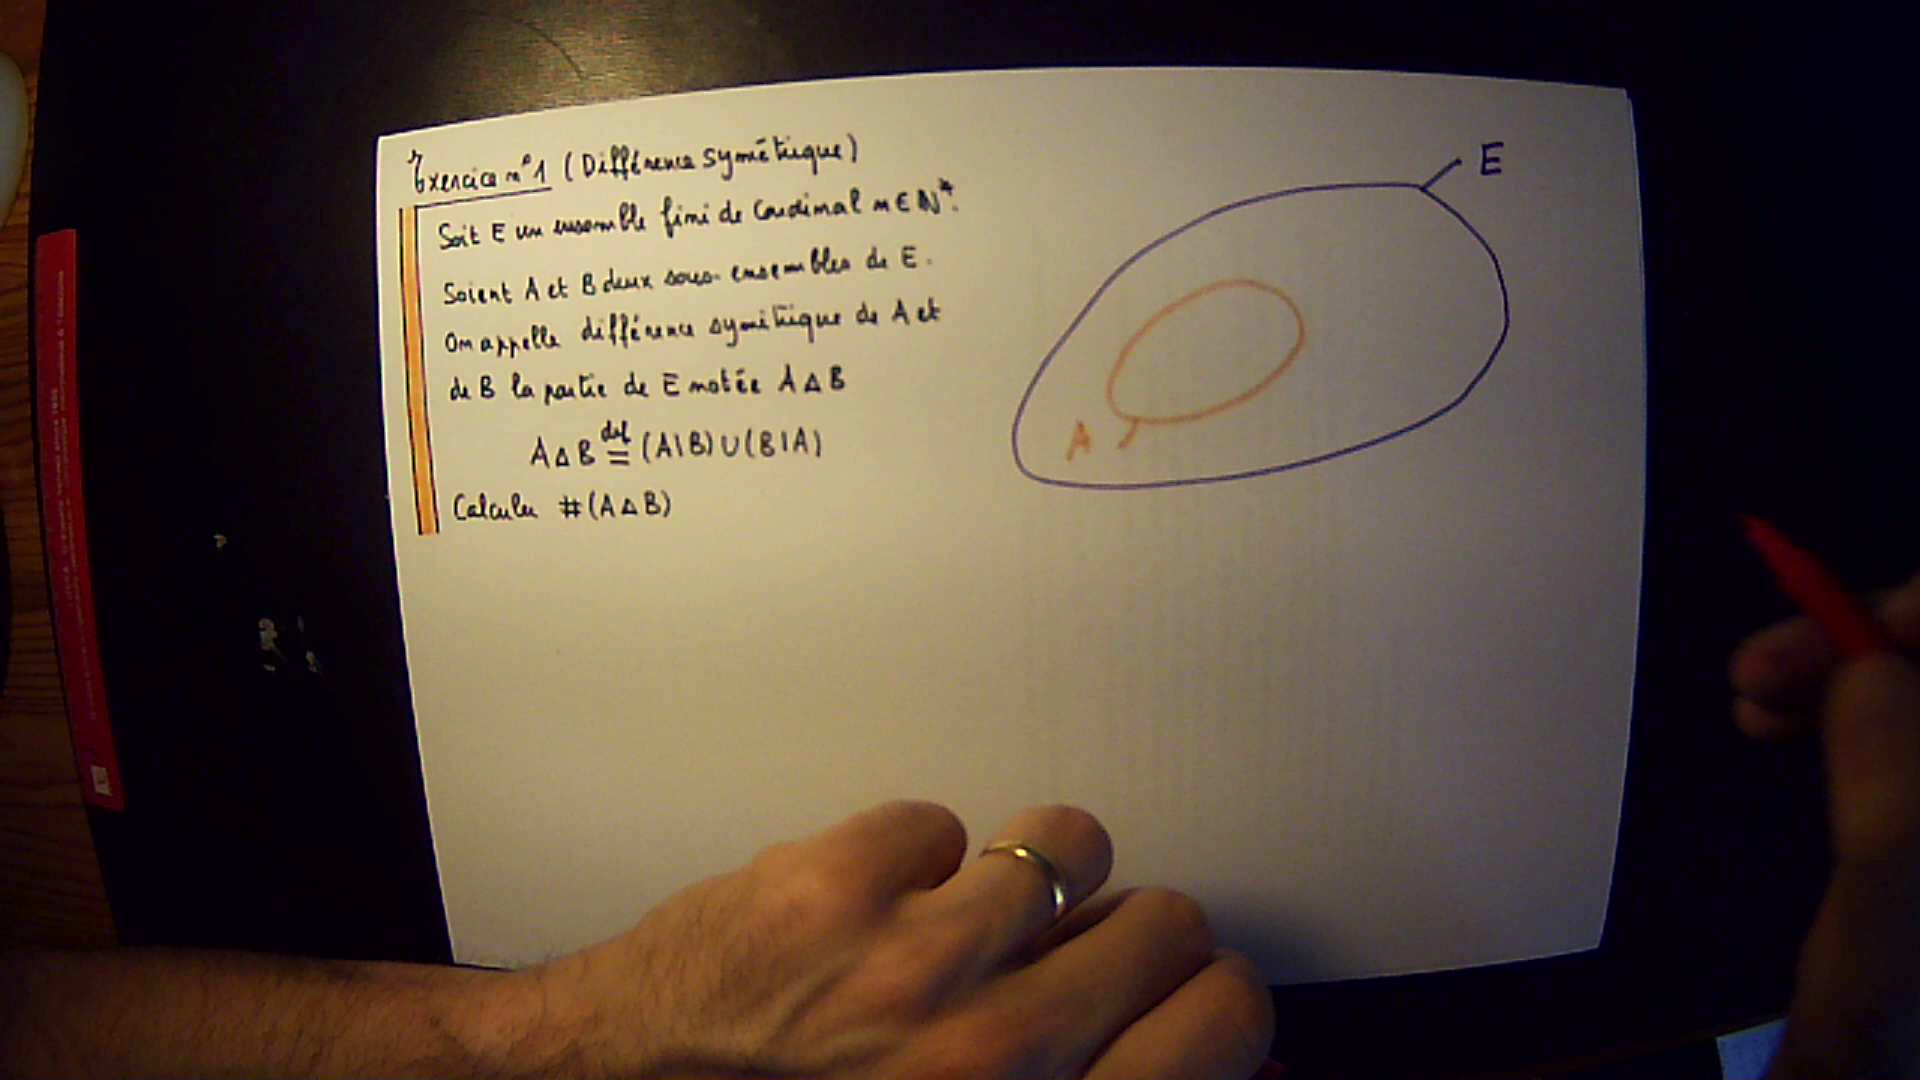 Exercice n°1 (Différence symétrique)
Soit E un ensemble fini de cardinal n ∈ ℕ*.
Soient A et B deux sous-ensembles de E.
On appelle différence symétrique de A et
de B la partie de E notée A Δ B
A Δ B def= (A\B) ∪ (B\A)
Calculer #(A Δ B)
E
A